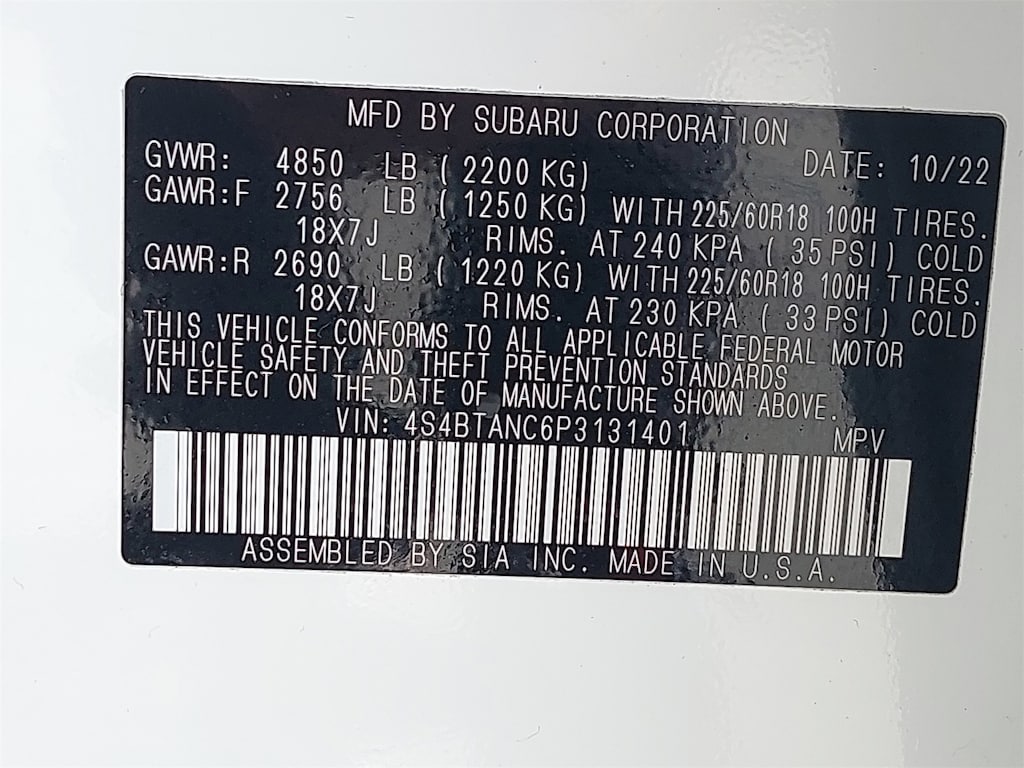 MFD BY SUBARU CORPORATION
GVWR: 4850 LB ( 2200 KG) DATE: 10/22
GAWR:F 2756 LB ( 1250 KG) WITH 225/60R18 100H TIRES.
18X7J RIMS. AT 240 KPA ( 35 PSI) COLD
GAWR:R 2690 LB ( 1220 KG) WITH 225/60R18 100H TIRES.
18X7J RIMS. AT 230 KPA ( 33 PSI) COLD
THIS VEHICLE CONFORMS TO ALL APPLICABLE FEDERAL MOTOR
VEHICLE SAFETY AND THEFT PREVENTION STANDARDS
IN EFFECT ON THE DATE OF MANUFACTURE SHOWN ABOVE.
VIN: 4S4BTANC6P3131401 MPV
ASSEMBLED BY SIA INC. MADE IN U.S.A.